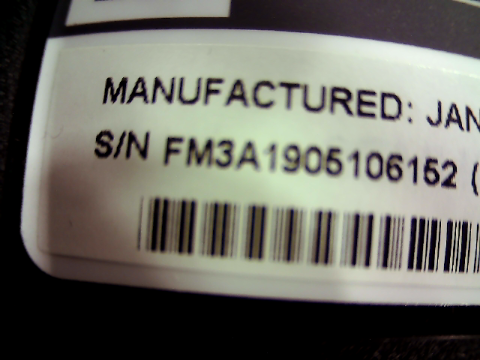 MANUFACTURED: JAN
S/N FM3A1905106152 (